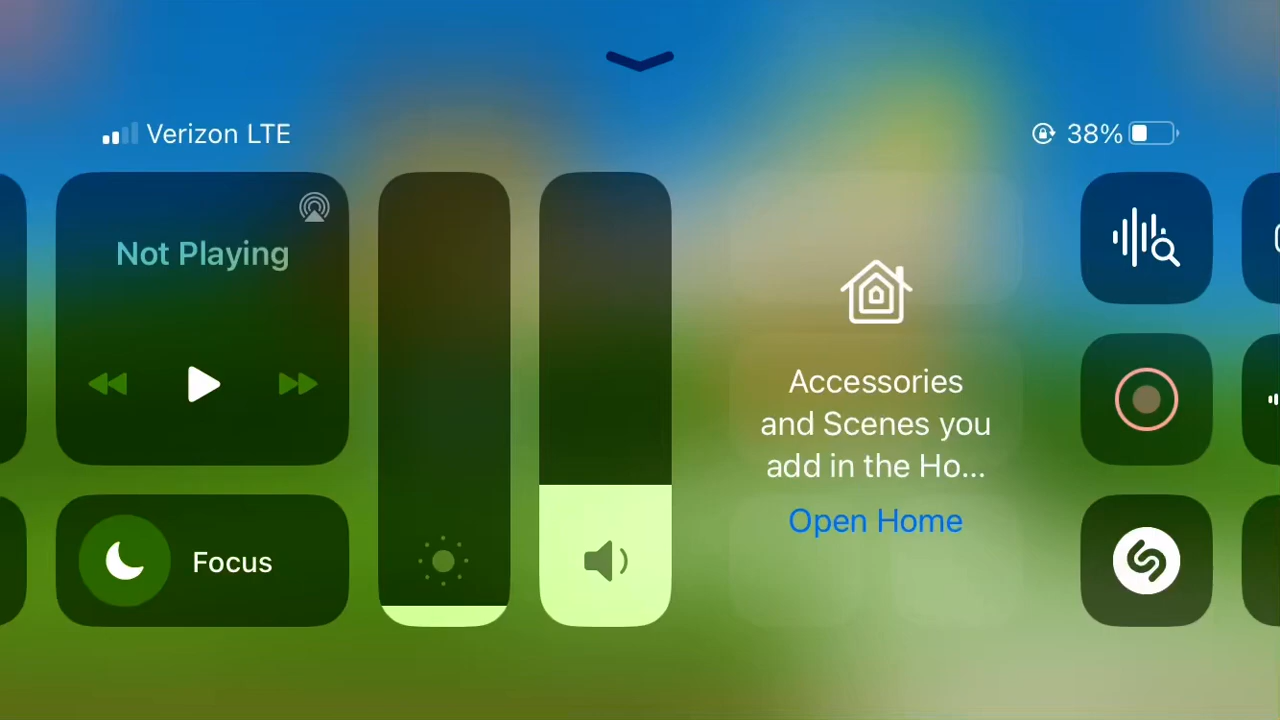 Verizon LTE
38%
Not Playing
Focus
Accessories
and Scenes you
add in the Ho...
Open Home